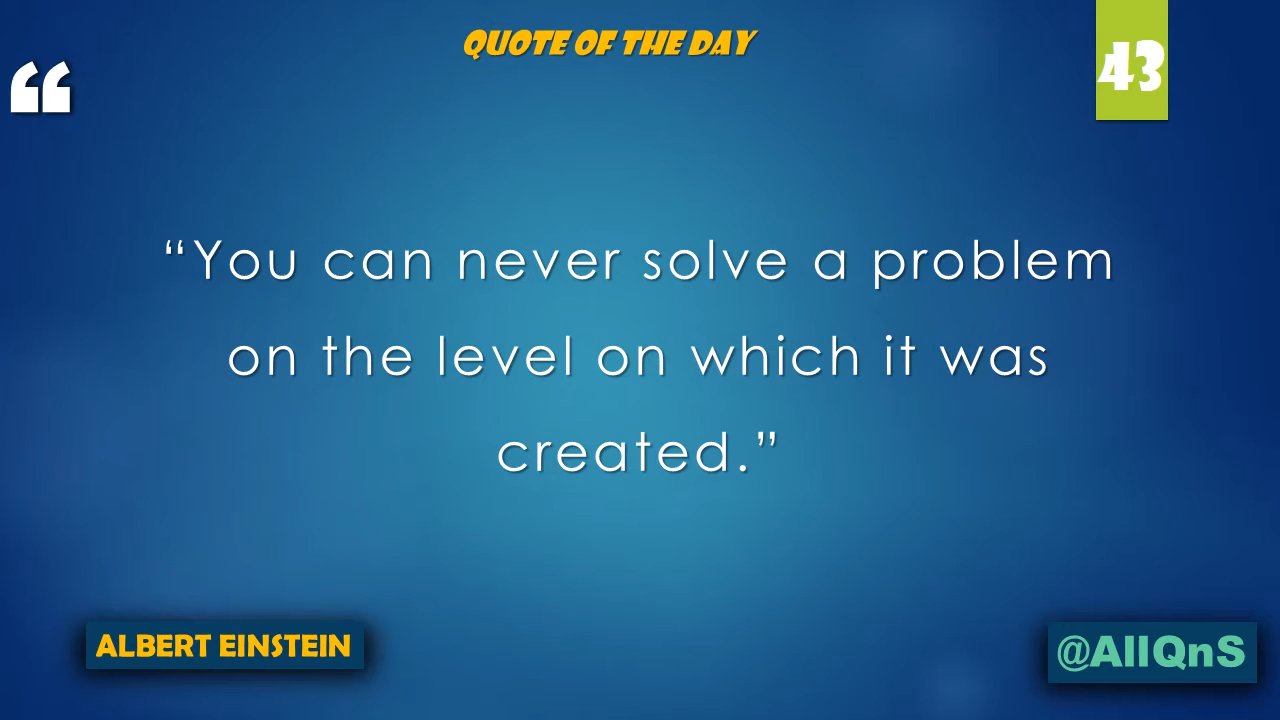 QUOTE OF THE DAY
43
“
“You can never solve a problem
on the level on which it was
created.”
ALBERT EINSTEIN
@AllQnS